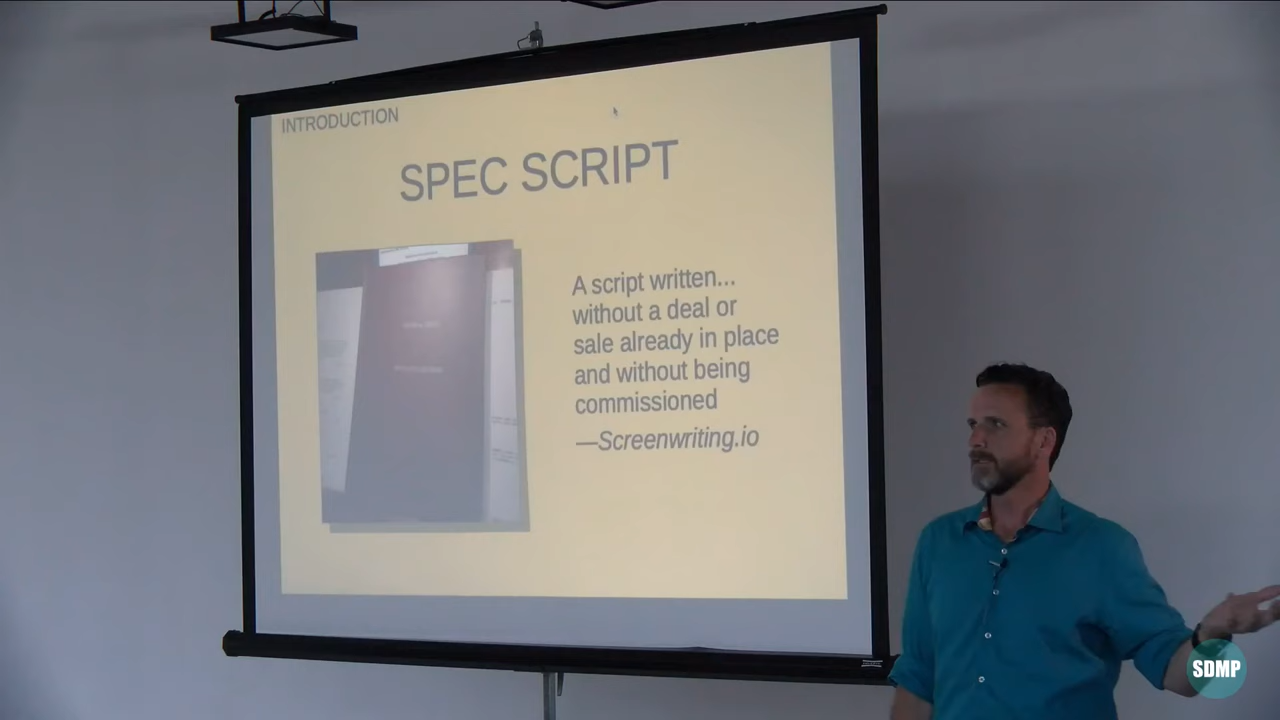 INTRODUCTION
SPEC SCRIPT
A script written...
without a deal or
sale already in place
and without being
commissioned
—Screenwriting.io
SDMP